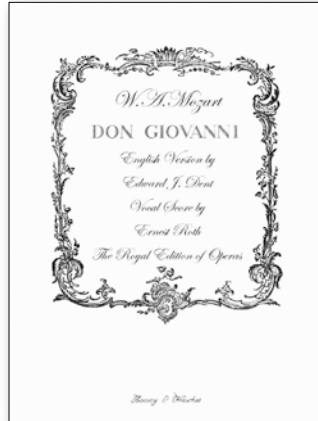 W. A. Mozart
DON GIOVANNI
English Version by
Edward J. Dent
Vocal Score by
Ernest Roth
The Royal Edition of Operas